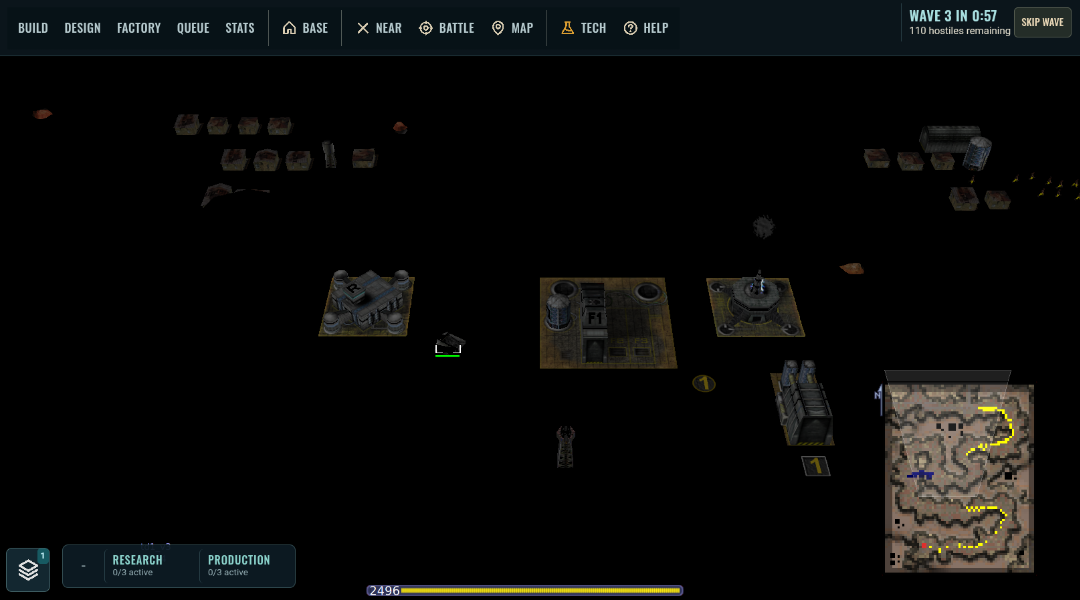 BUILD DESIGN FACTORY QUEUE STATS BASE NEAR BATTLE MAP TECH HELP
WAVE 3 IN 0:57
110 hostiles remaining
SKIP WAVE
R
F1
1
N
1
1
- RESEARCH PRODUCTION
0/3 active 0/3 active
2496